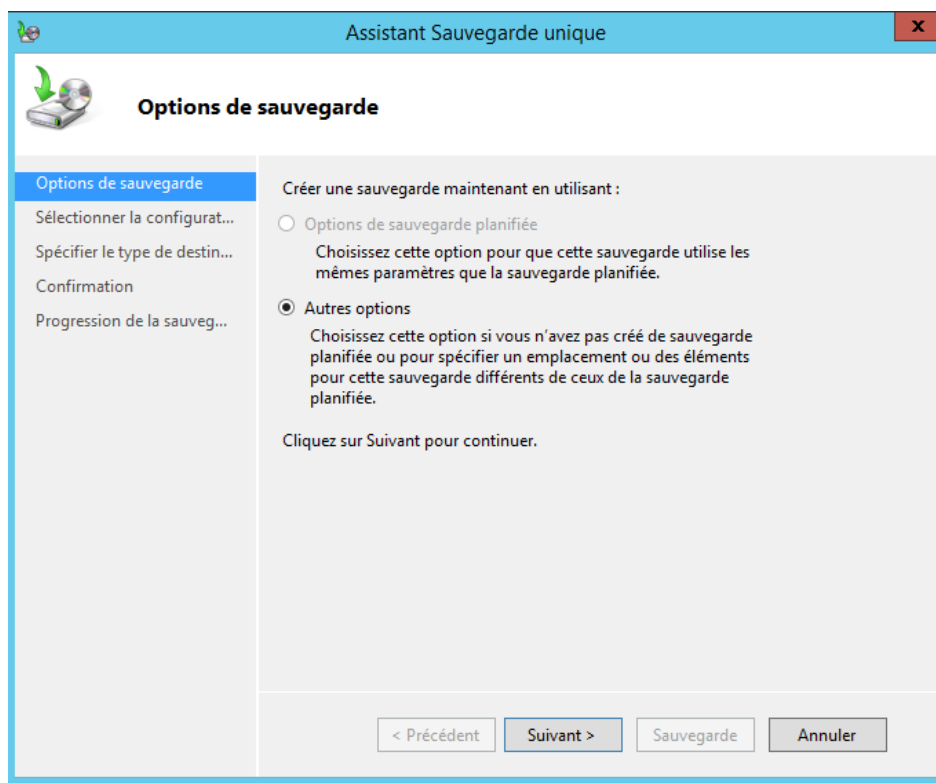 Assistant Sauvegarde unique
x
Options de sauvegarde
Options de sauvegarde
Sélectionner la configurat...
Spécifier le type de destin...
Confirmation
Progression de la sauveg...
Créer une sauvegarde maintenant en utilisant :
Options de sauvegarde planifiée
Choisissez cette option pour que cette sauvegarde utilise les
mêmes paramètres que la sauvegarde planifiée.
Autres options
Choisissez cette option si vous n'avez pas créé de sauvegarde
planifiée ou pour spécifier un emplacement ou des éléments
pour cette sauvegarde différents de ceux de la sauvegarde
planifiée.
Cliquez sur Suivant pour continuer.
< Précédent Suivant > Sauvegarde Annuler